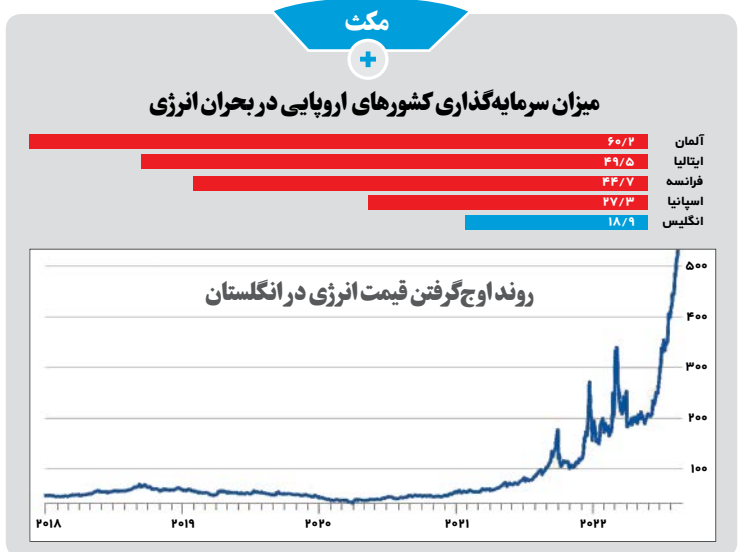 مکث
میزان سرمایه‌گذاری کشورهای اروپایی در بحران انرژی
آلمان ۶۰/۲
ایتالیا ۴۹/۵
فرانسه ۴۴/۷
اسپانیا ۲۷/۳
انگلیس ۱۸/۹
روند اوج‌گرفتن قیمت انرژی در انگلستان
۵۰۰
۴۰۰
۳۰۰
۲۰۰
۱۰۰
۲۰۱۸ ۲۰۱۹ ۲۰۲۰ ۲۰۲۱ ۲۰۲۲